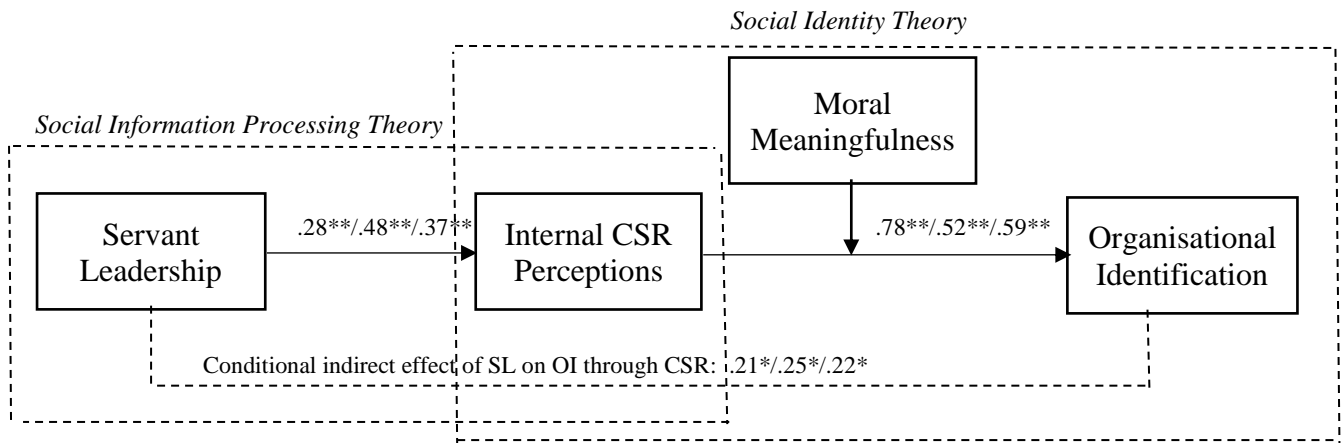 Social Identity Theory
Moral
Meaningfulness
Social Information Processing Theory
Servant
Leadership
.28**/.48**/.37**
Internal CSR
Perceptions
.78**/.52**/.59**
Organisational
Identification
Conditional indirect effect of SL on OI through CSR: .21*/.25*/.22*